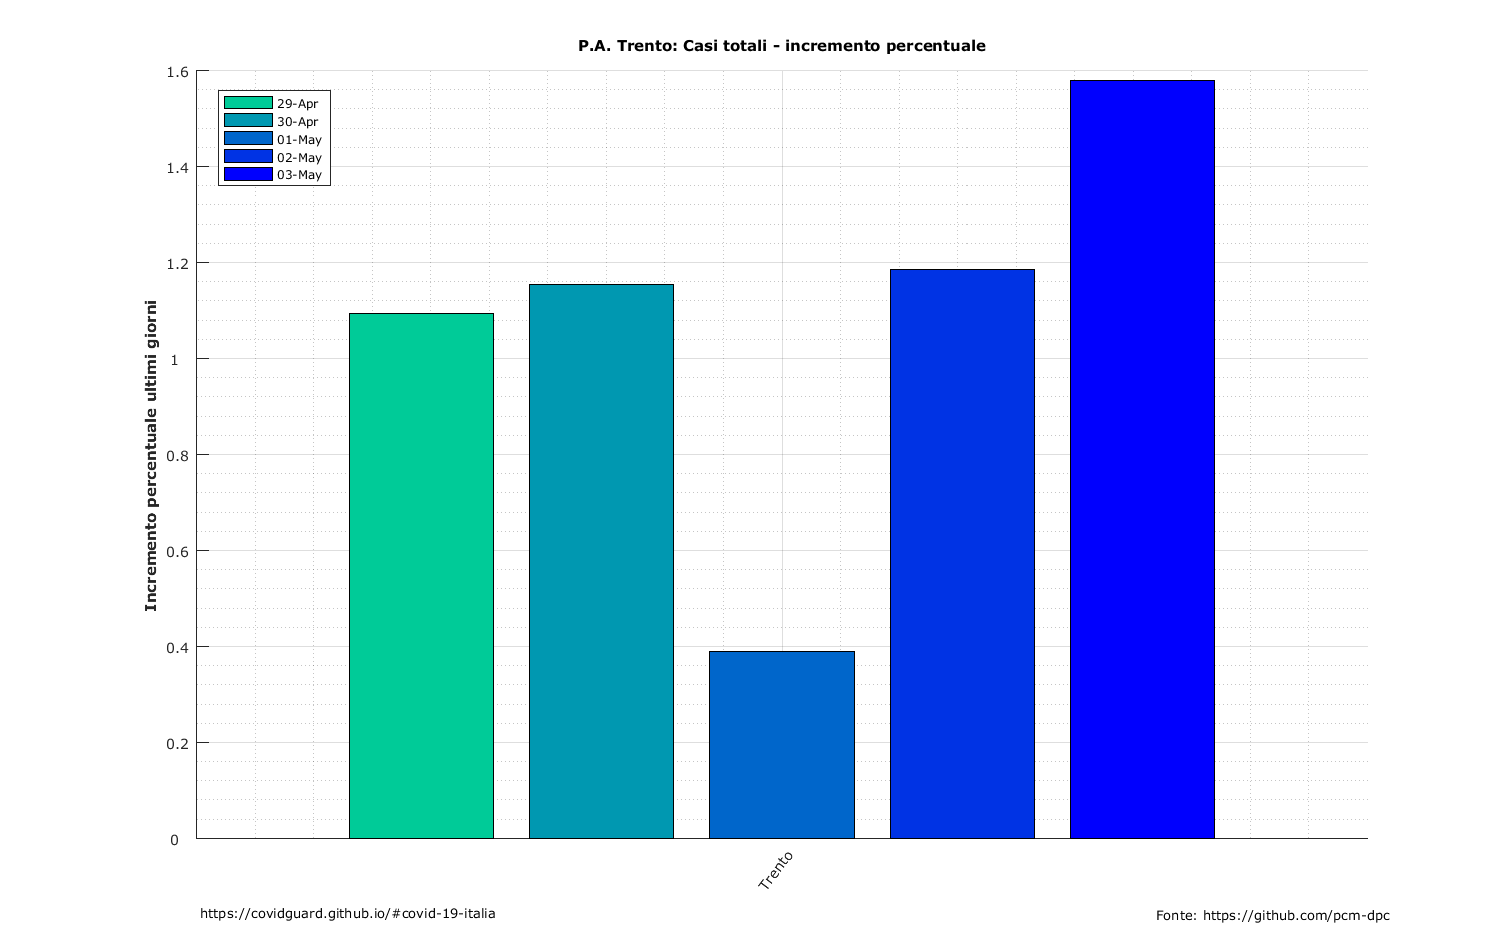 P.A. Trento: Casi totali - incremento percentuale
29-Apr
30-Apr
01-May
02-May
03-May
Incremento percentuale ultimi giorni
1.6
1.4
1.2
1
0.8
0.6
0.4
0.2
0
Trento
https://covidguard.github.io/#covid-19-italia
Fonte: https://github.com/pcm-dpc